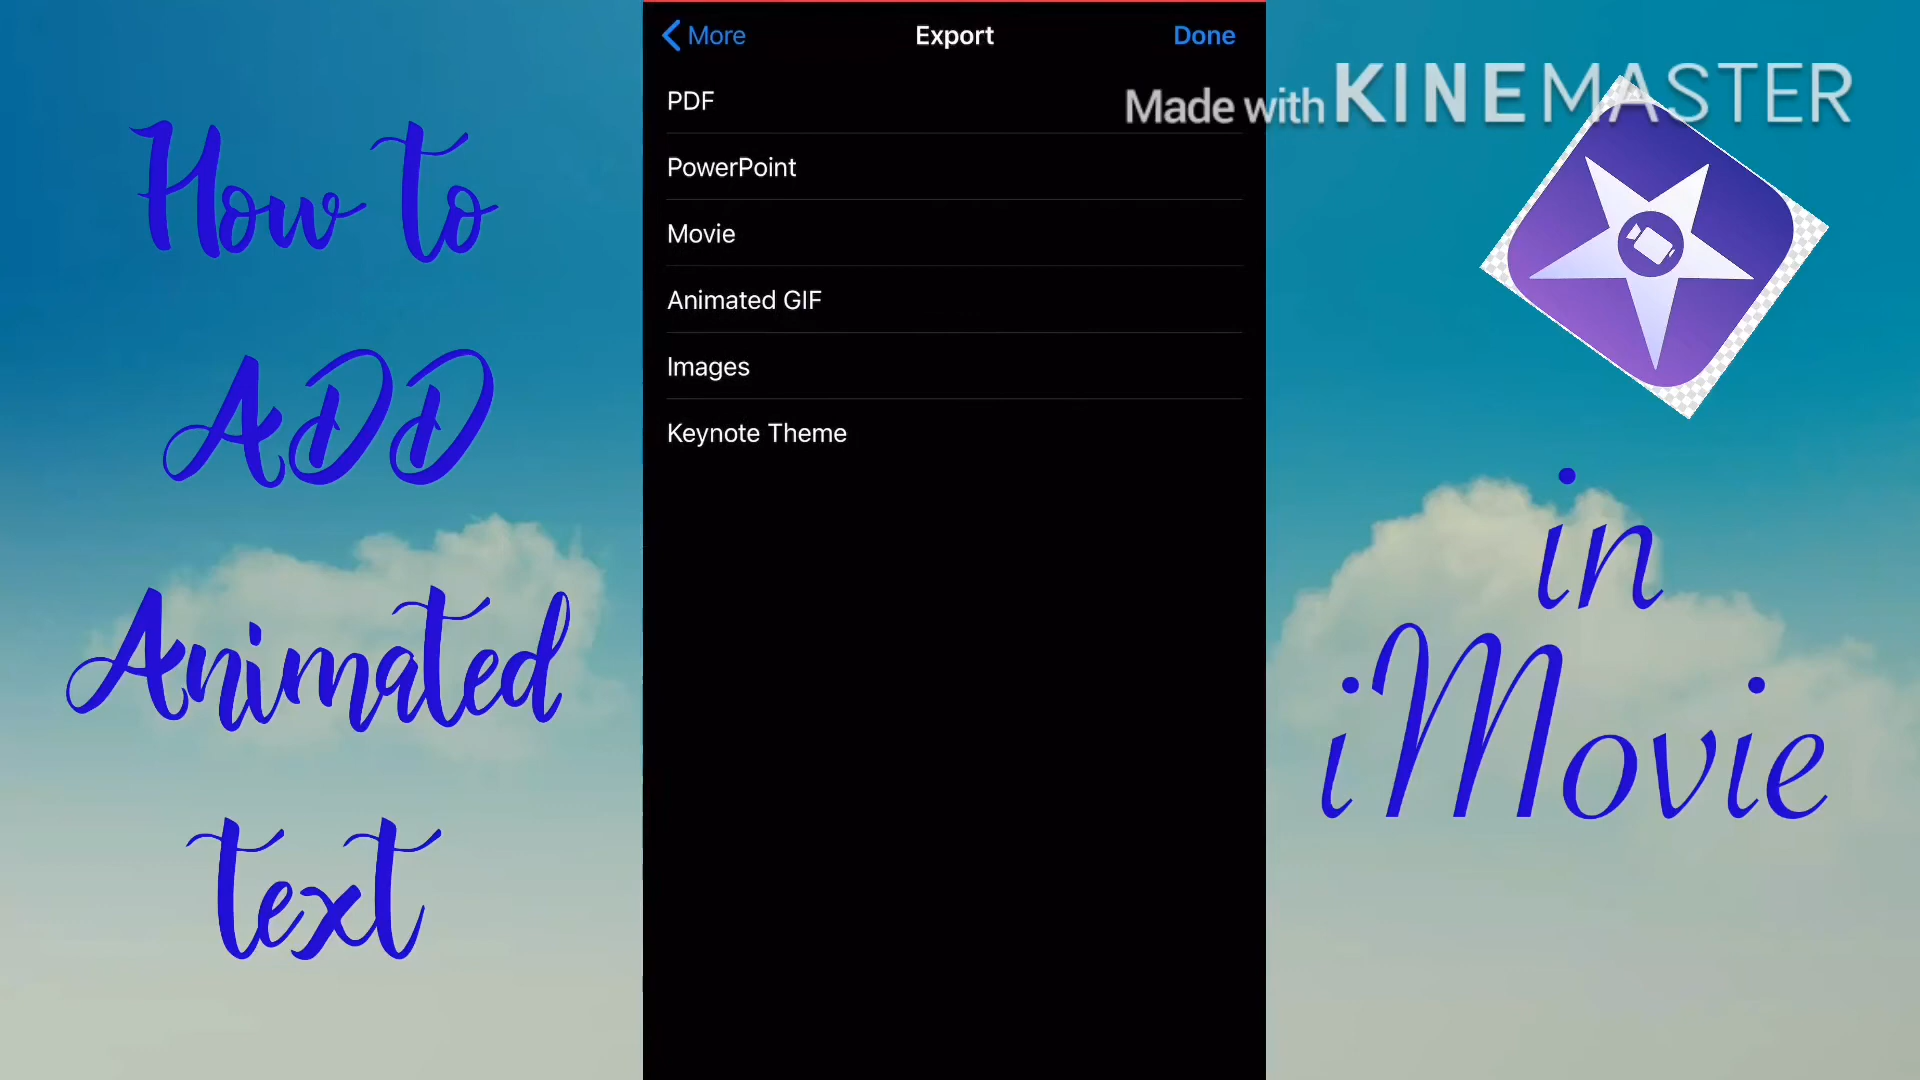 How to
ADD
Animated
text
More
Export
Done
PDF
PowerPoint
Movie
Animated GIF
Images
Keynote Theme
Made with KINEMASTER
in
iMovie